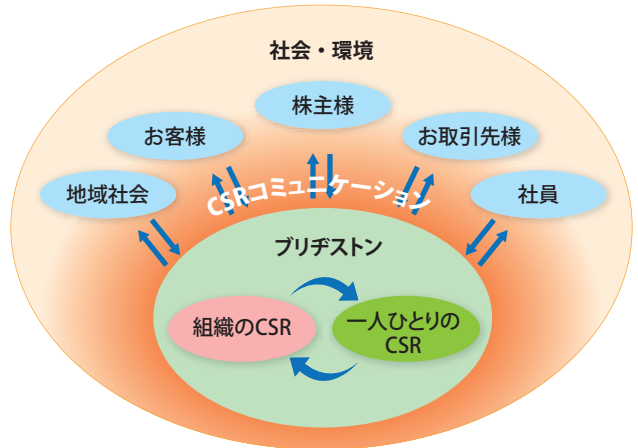 社会・環境
株主様
お客様
お取引先様
地域社会
社員
CSRコミュニケーション
ブリヂストン
組織のCSR
一人ひとりの
CSR